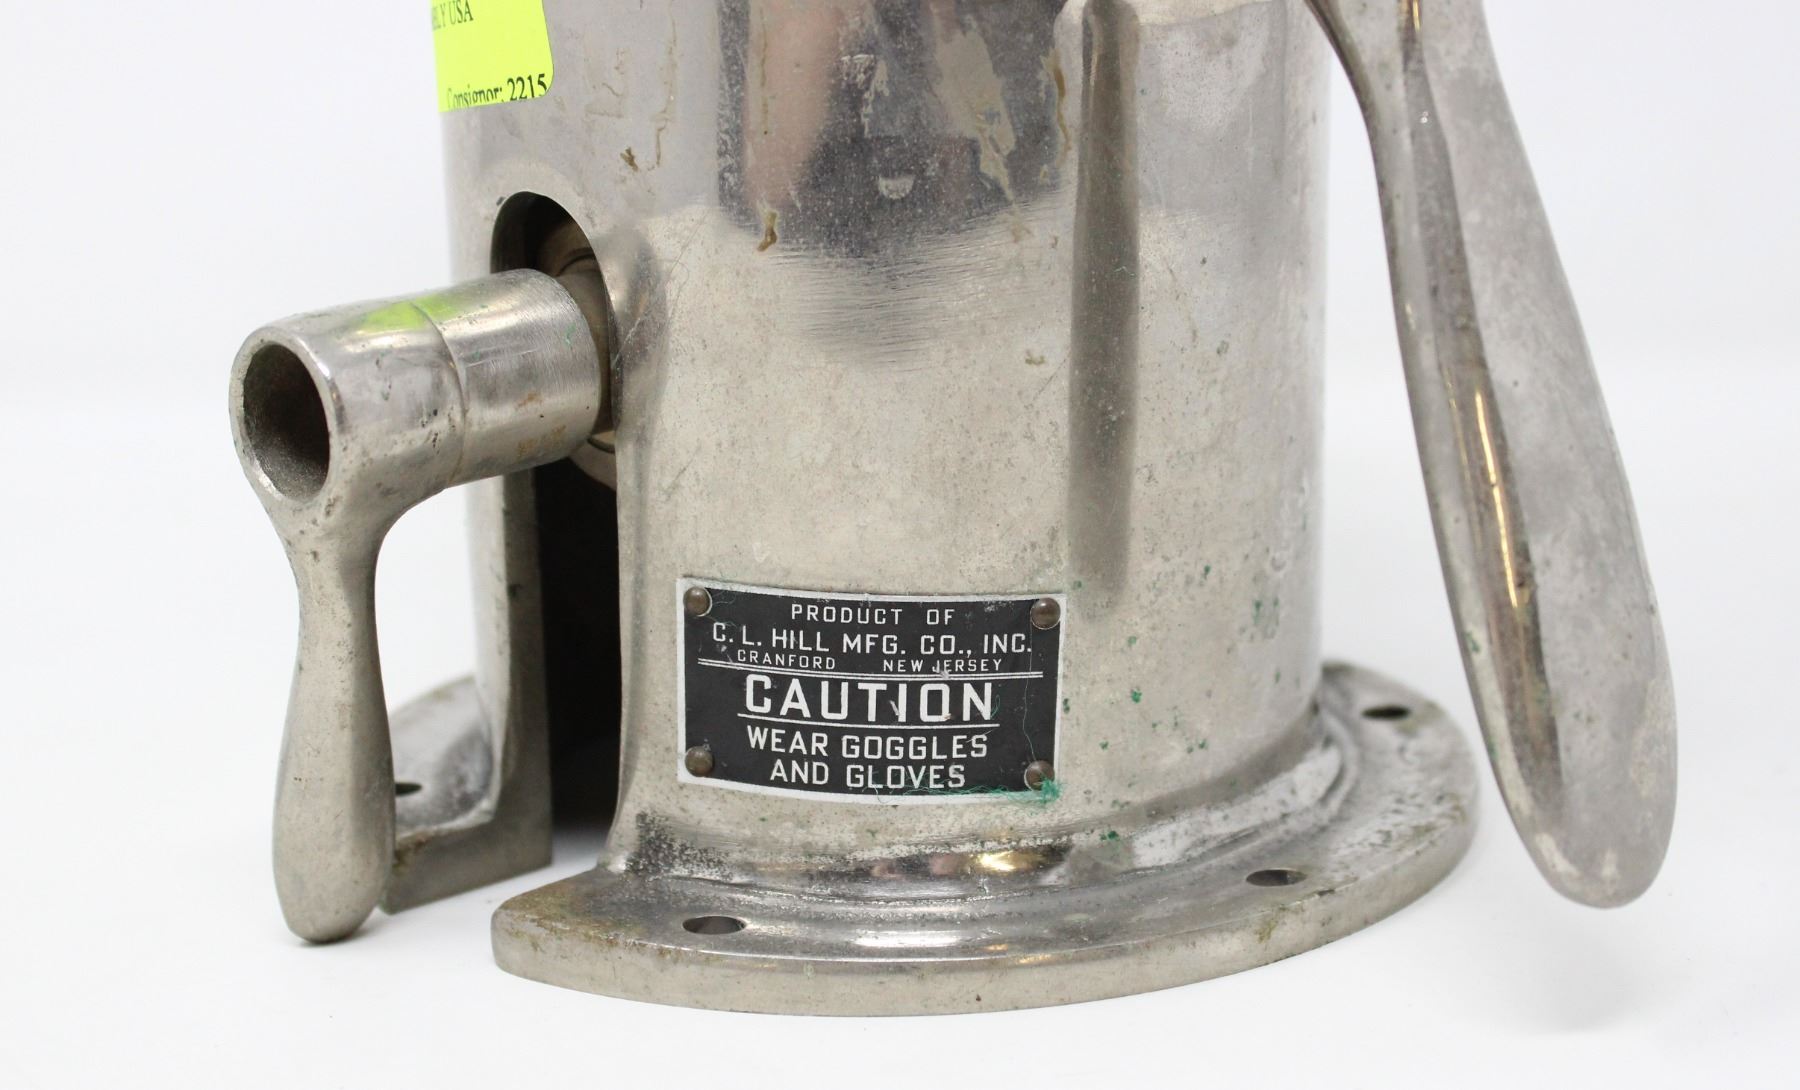 USA
Consignor: 2215
PRODUCT OF
C. L. HILL MFG. CO., INC.
CRANFORD NEW JERSEY
CAUTION
WEAR GOGGLES
AND GLOVES